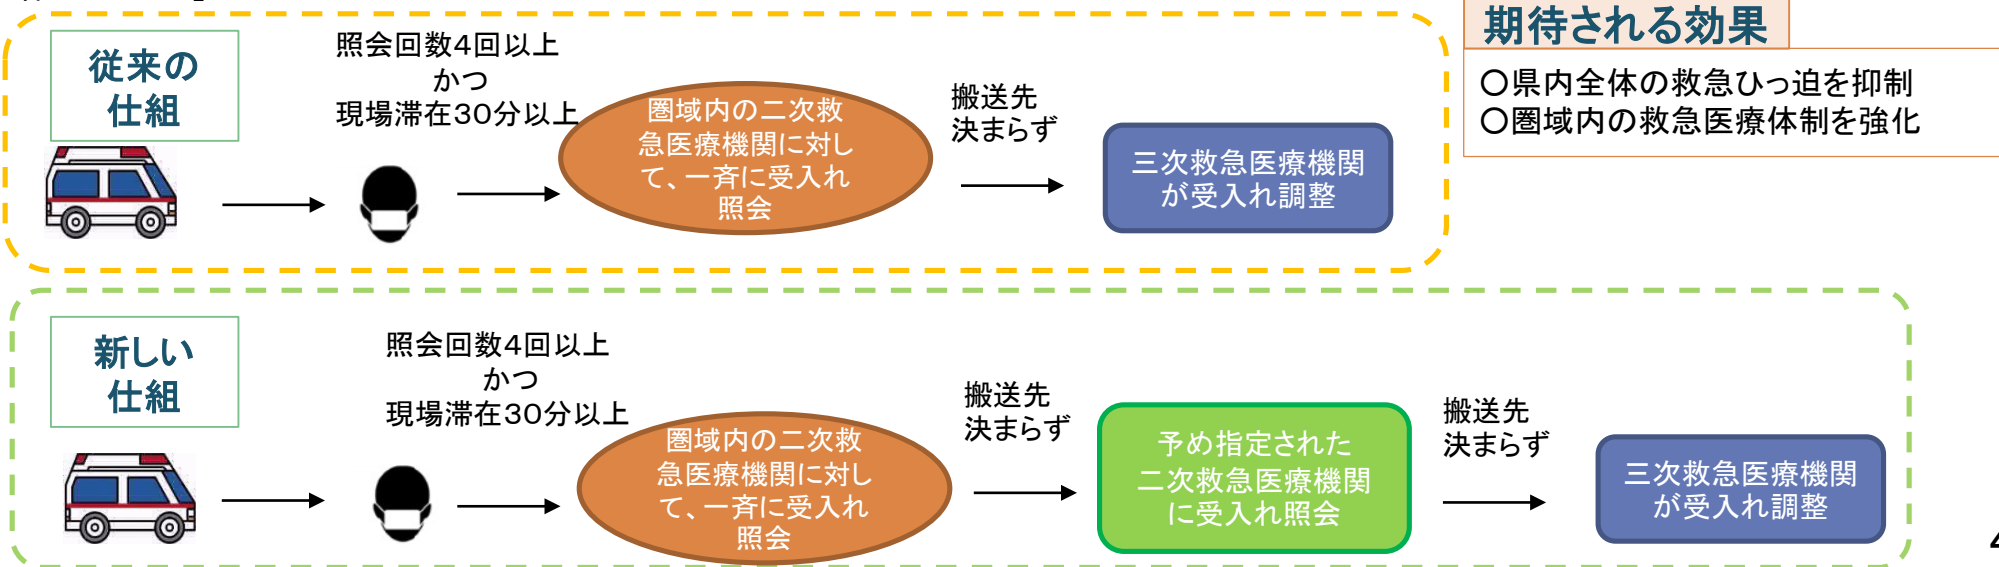 従来の
仕組
照会回数4回以上
かつ
現場滞在30分以上
圏域内の二次救
急医療機関に対し
て、一斉に受入れ
照会
搬送先
決まらず
三次救急医療機関
が受入れ調整
期待される効果
〇県内全体の救急ひっ迫を抑制
〇圏域内の救急医療体制を強化
新しい
仕組
照会回数4回以上
かつ
現場滞在30分以上
圏域内の二次救
急医療機関に対し
て、一斉に受入れ
照会
搬送先
決まらず
予め指定された
二次救急医療機関
に受入れ照会
搬送先
決まらず
三次救急医療機関
が受入れ調整